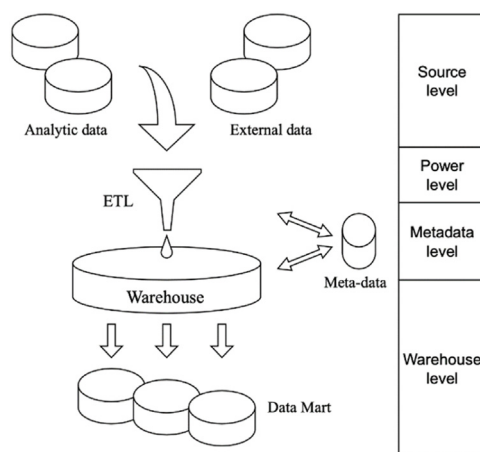 Analytic data
External data
ETL
Warehouse
Meta-data
Data Mart
Source
level
Power
level
Metadata
level
Warehouse
level